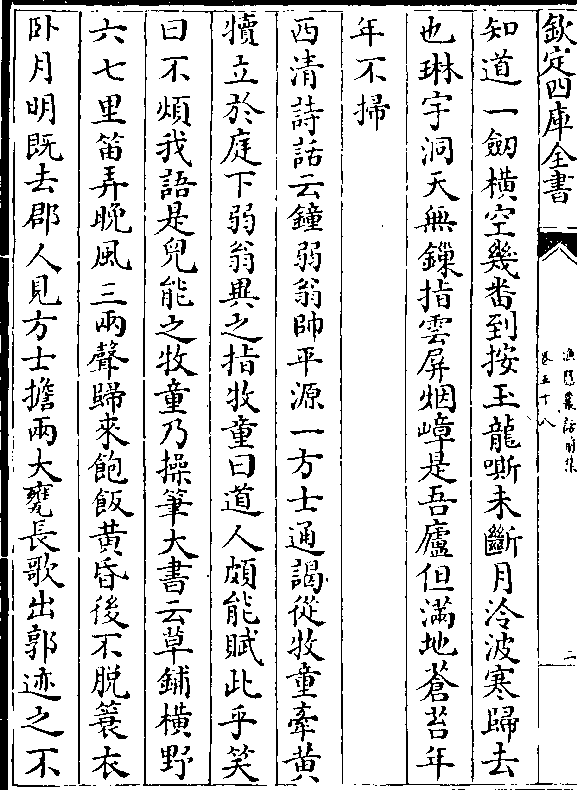 欽定四庫全書
漁隱叢話前集
卷五十八
二
知道一劒橫空幾番到按玉龍嘶未斷月冷波寒歸去
也琳宇洞天無鏁指雲屏烟嶂是吾廬但滿地蒼苔年
年不掃
西清詩話云鐘弱翁帥平源一方士通謁從牧童牽黄
犢立於庭下弱翁異之指牧童曰道人頗能賦此乎笑
曰不煩我語是兒能之牧童乃操筆大書云草鋪橫野
六七里笛弄晚風三兩聲歸來飽飯黄昏後不脱簑衣
卧月明既去郡人見方士擔兩大甕長歌出郭迹之不